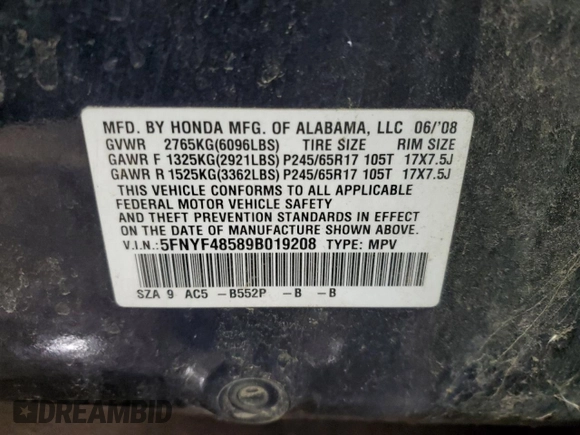 MFD. BY HONDA MFG. OF ALABAMA, LLC 06/'08
GVWR 2765KG(6096LBS) TIRE SIZE RIM SIZE
GAWR F 1325KG(2921LBS) P245/65R17 105T 17X7.5J
GAWR R 1525KG(3362LBS) P245/65R17 105T 17X7.5J
THIS VEHICLE CONFORMS TO ALL APPLICABLE
FEDERAL MOTOR VEHICLE SAFETY
AND THEFT PREVENTION STANDARDS IN EFFECT
ON THE DATE OF MANUFACTURE SHOWN ABOVE.
V.I.N.:5FNYF48589B019208 TYPE: MPV
SZA 9 AC5 -B552P -B -B
DREAMBID